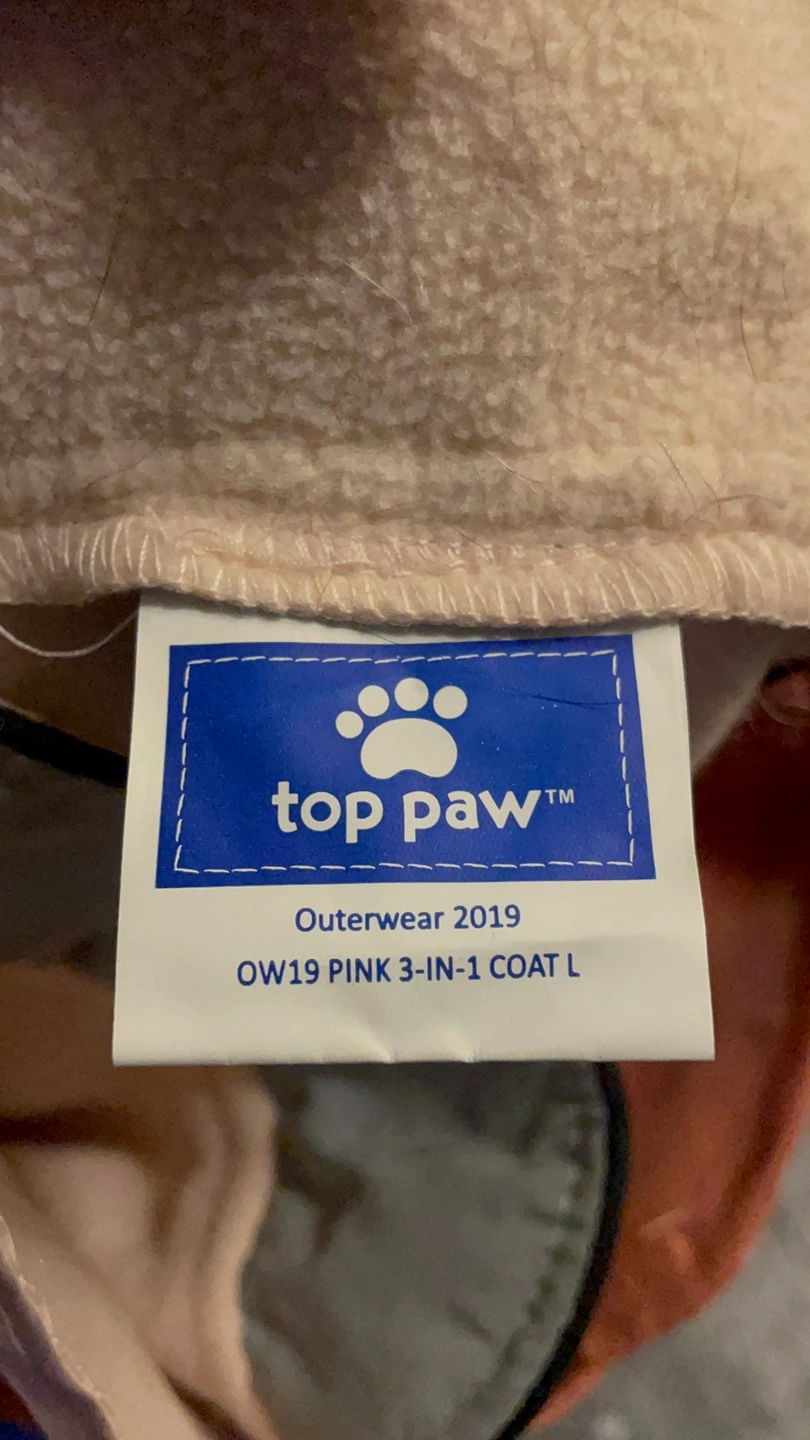 top paw™
Outerwear 2019
OW19 PINK 3-IN-1 COAT L